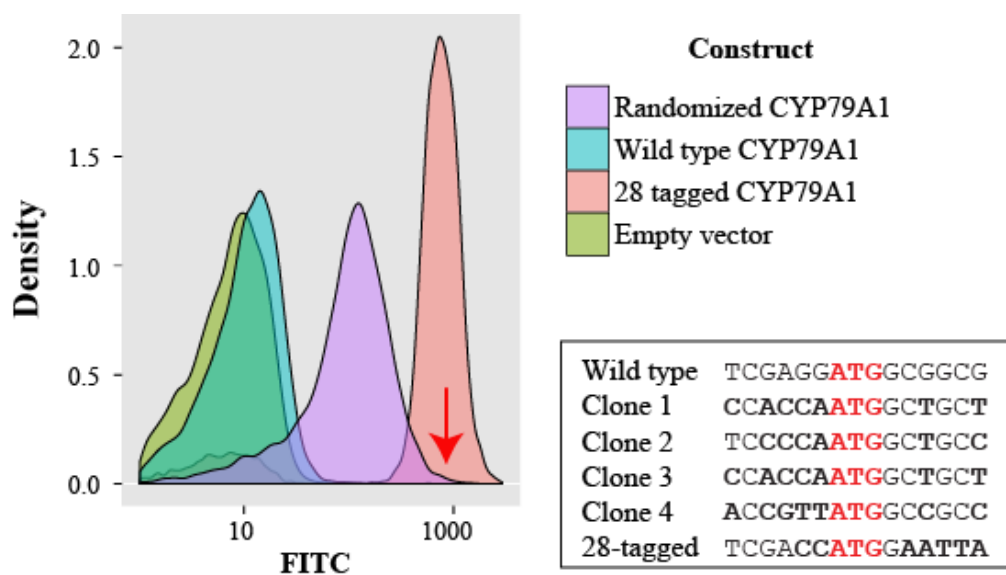 Density
2.0
1.5
1.0
0.5
0.0
10
1000
FITC
Construct
Randomized CYP79A1
Wild type CYP79A1
28 tagged CYP79A1
Empty vector
Wild type TCGAGGATGGCGGCG
Clone 1 CCACCAATGGCTGCT
Clone 2 TCCCCAATGGCTGCC
Clone 3 CCACCAATGGCTGCT
Clone 4 ACCGTTATGGCCGCC
28-tagged TCGACCATGGAATTA